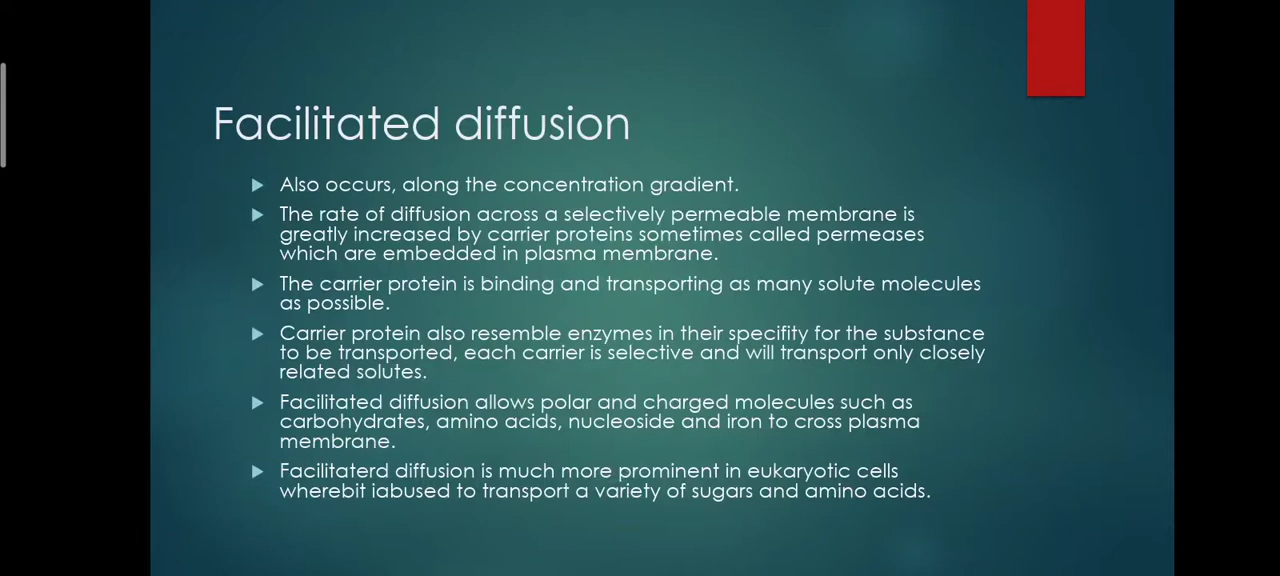 Facilitated diffusion
Also occurs, along the concentration gradient.
The rate of diffusion across a selectively permeable membrane is
greatly increased by carrier proteins sometimes called permeases
which are embedded in plasma membrane.
The carrier protein is binding and transporting as many solute molecules
as possible.
Carrier protein also resemble enzymes in their specifity for the substance
to be transported, each carrier is selective and will transport only closely
related solutes.
Facilitated diffusion allows polar and charged molecules such as
carbohydrates, amino acids, nucleoside and iron to cross plasma
membrane.
Facilitaterd diffusion is much more prominent in eukaryotic cells
wherebit iabused to transport a variety of sugars and amino acids.